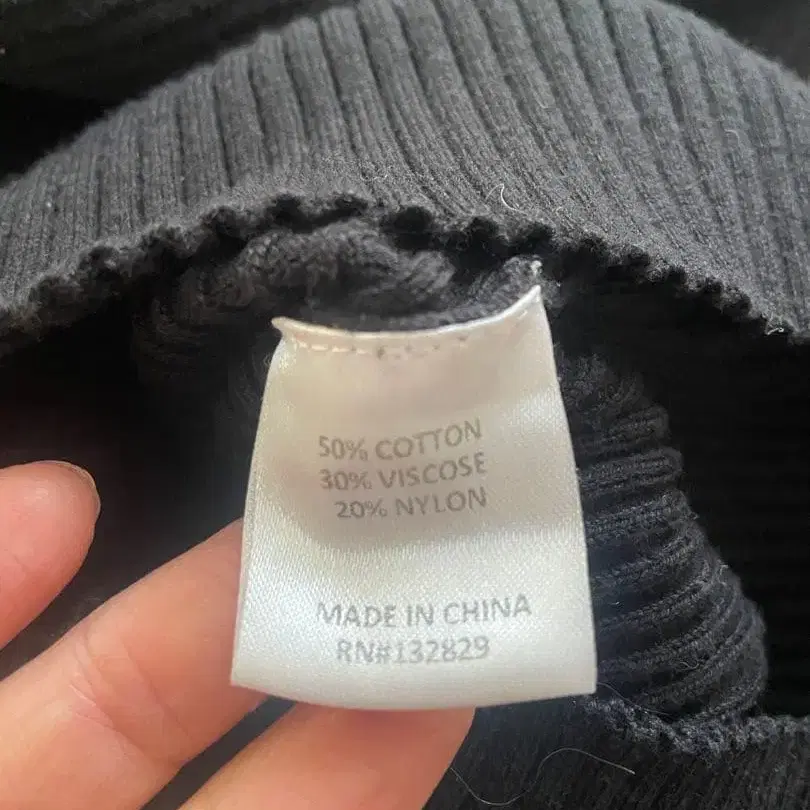 50% COTTON
30% VISCOSE
20% NYLON
MADE IN CHINA
RN#132829